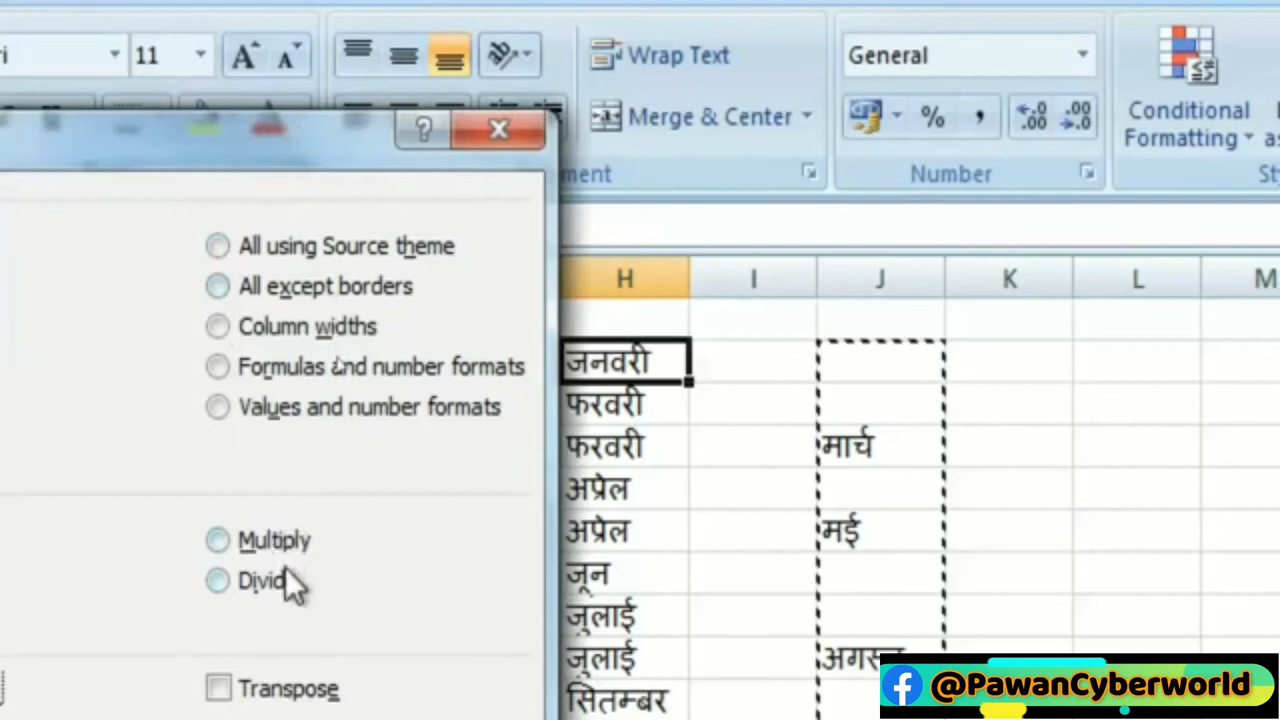 11
Wrap Text
General
Merge & Center
%
Conditional
Formatting
Number
All using Source theme
All except borders
Column widths
Formulas and number formats
Values and number formats
Multiply
Transpose
H I J K L M
जनवरी
फरवरी
फरवरी मार्च
अप्रेल
अप्रेल मई
जून
जुलाई
जुलाई
सितम्बर
@PawanCyberworld